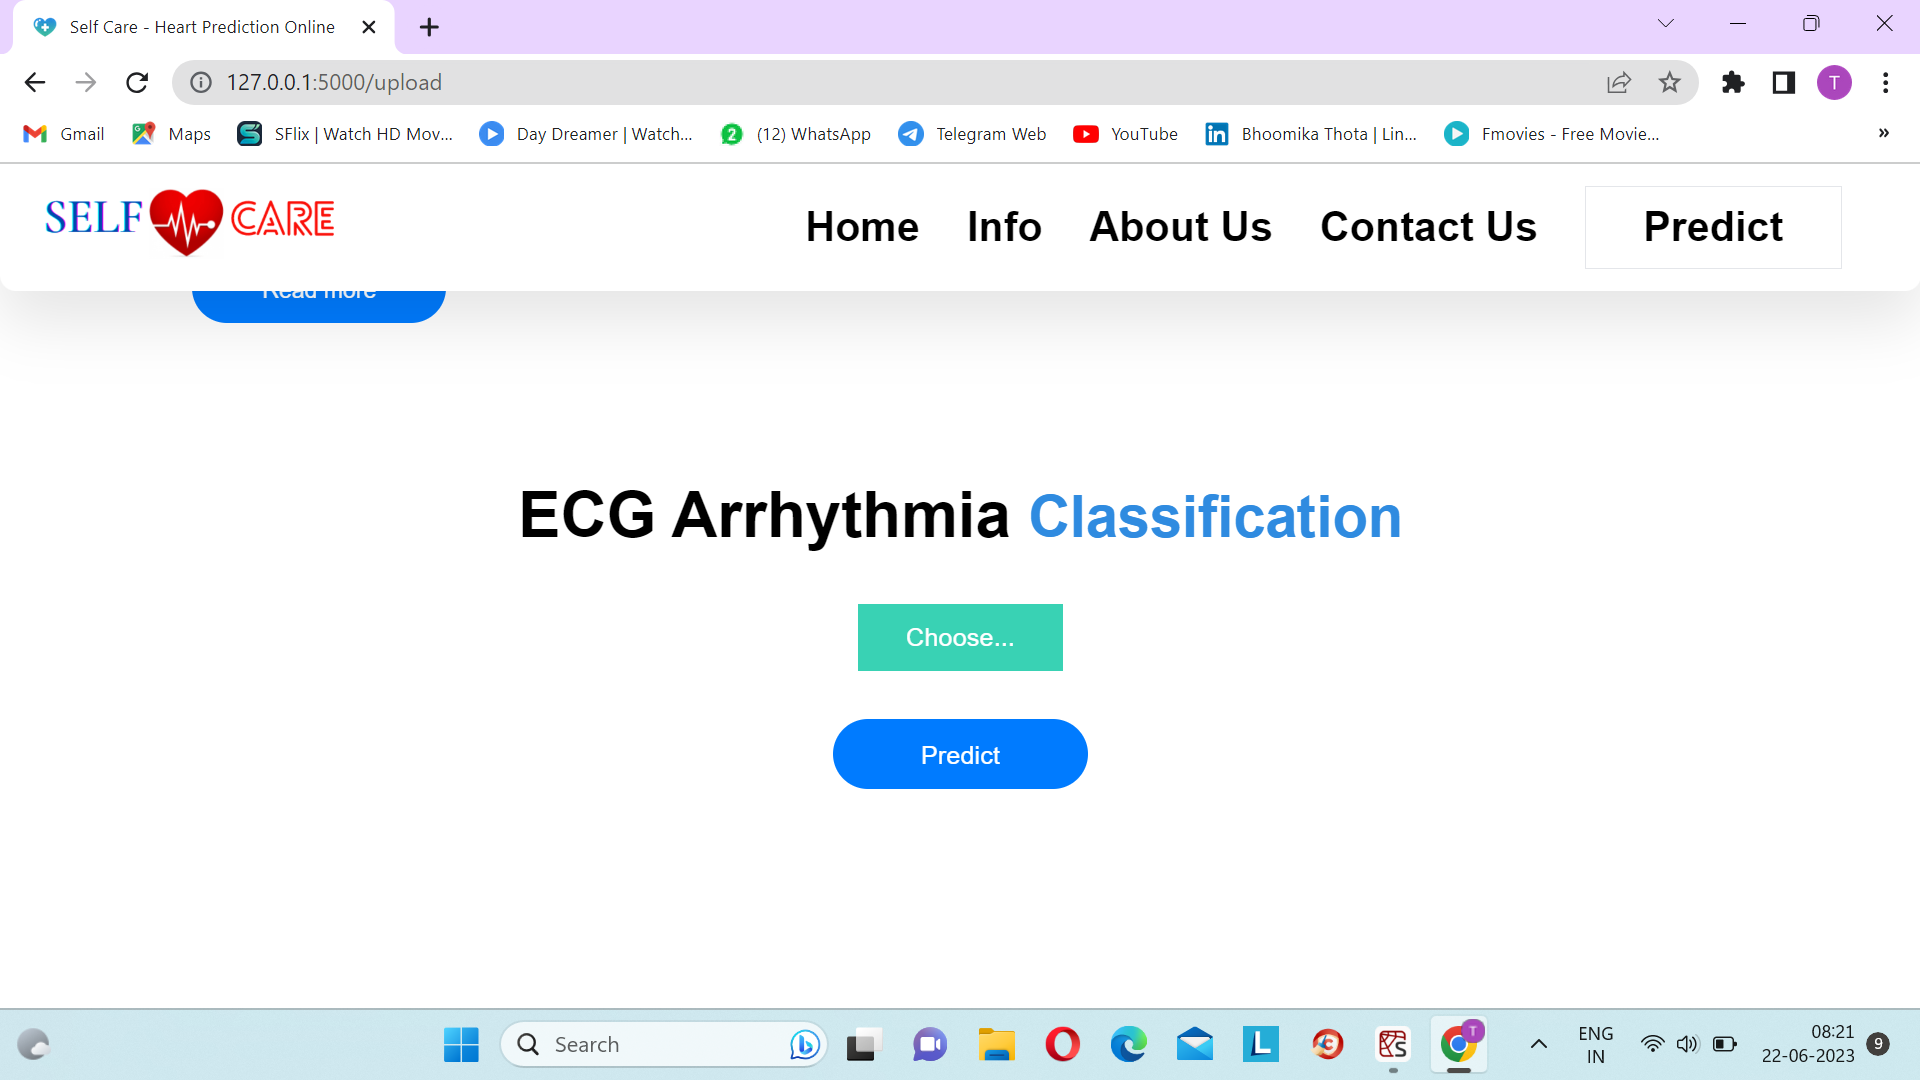 Self Care - Heart Prediction Online
127.0.0.1:5000/upload
T
Gmail
Maps
SFlix | Watch HD Mov...
Day Dreamer | Watch...
(12) WhatsApp
Telegram Web
YouTube
Bhoomika Thota | Lin...
Fmovies - Free Movie...
»
SELF CARE
Home
Info
About Us
Contact Us
Predict
Read more
ECG Arrhythmia Classification
Choose...
Predict
Search
T
ENG
IN
08:21
22-06-2023
9